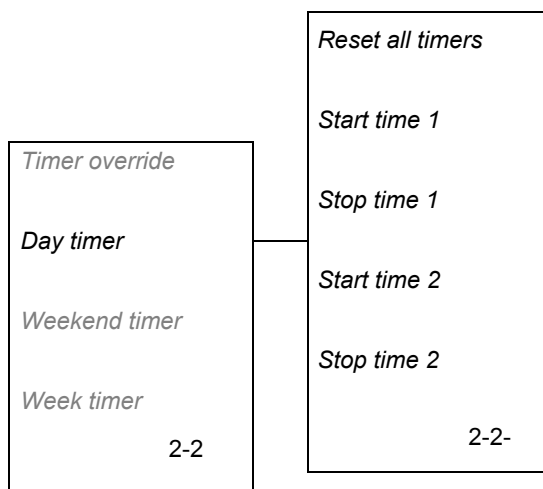 Timer override
Day timer
Weekend timer
Week timer
2-2
Reset all timers
Start time 1
Stop time 1
Start time 2
Stop time 2
2-2-